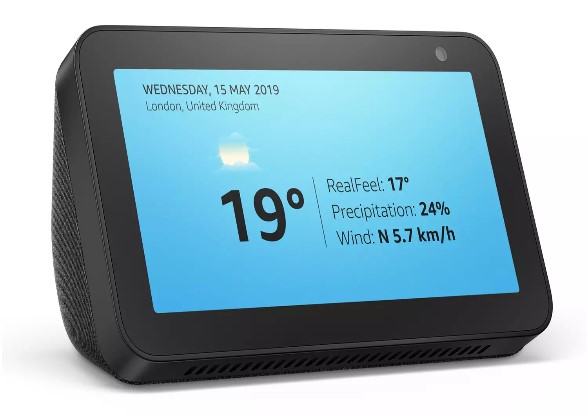 WEDNESDAY, 15 MAY 2019
London, United Kingdom
19°
RealFeel: 17°
Precipitation: 24%
Wind: N 5.7 km/h